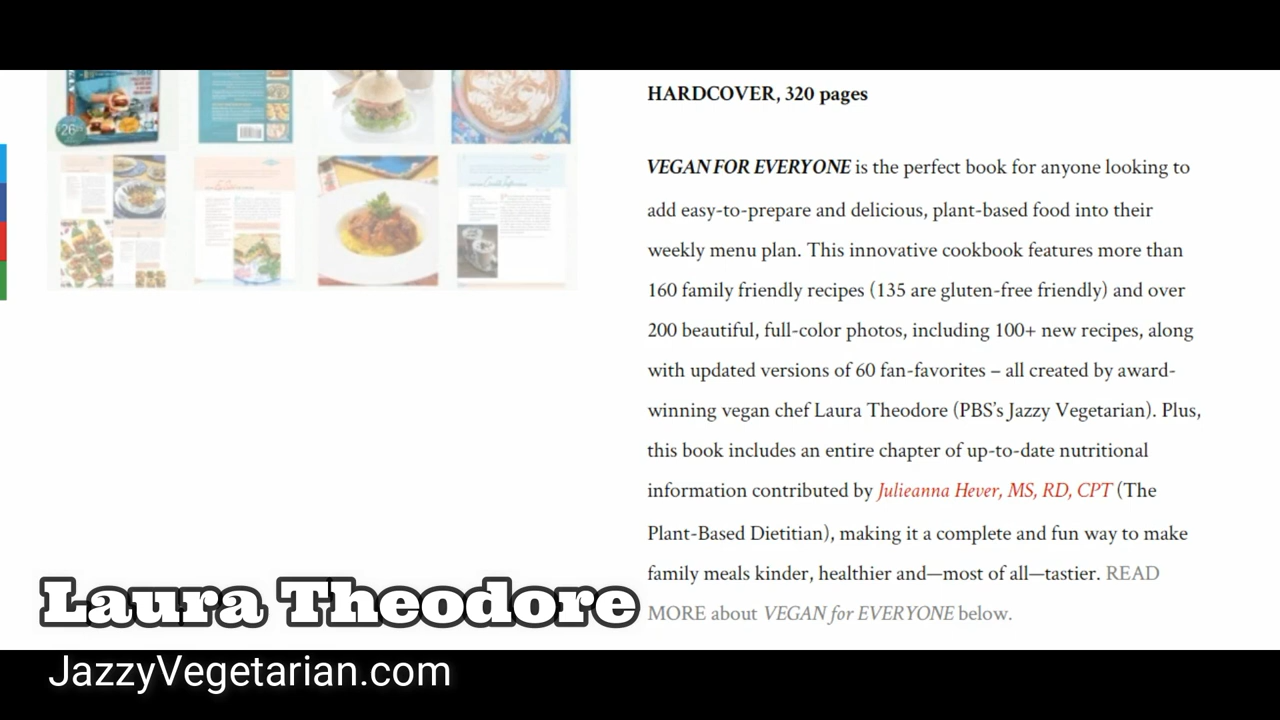 HARDCOVER, 320 pages
VEGAN FOR EVERYONE is the perfect book for anyone looking to
add easy-to-prepare and delicious, plant-based food into their
weekly menu plan. This innovative cookbook features more than
160 family friendly recipes (135 are gluten-free friendly) and over
200 beautiful, full-color photos, including 100+ new recipes, along
with updated versions of 60 fan-favorites – all created by award-
winning vegan chef Laura Theodore (PBS’s Jazzy Vegetarian). Plus,
this book includes an entire chapter of up-to-date nutritional
information contributed by Julieanna Hever, MS, RD, CPT (The
Plant-Based Dietitian), making it a complete and fun way to make
family meals kinder, healthier and—most of all—tastier. READ
MORE about VEGAN for EVERYONE below.
Laura Theodore
JazzyVegetarian.com